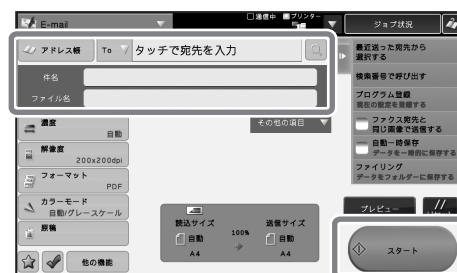 E-mail
通信中 プリンター
ジョブ状況
アドレス帳 To タッチで宛先を入力
件名
ファイル名
最近送った宛先から
選択する
検索番号で呼び出す
プログラム登録
現在の設定を登録する
ファクス宛先と
同じ画像で送信する
自動一時保存
データを一時的に保存する
ファイリング
データをフォルダーに保存する
濃度
自動
その他の項目
解像度
200x200dpi
フォーマット
PDF
カラーモード
自動/グレースケール
原稿
読込サイズ 100% 送信サイズ
自動 自動
A4 A4
他の機能
プレビュー
スタート